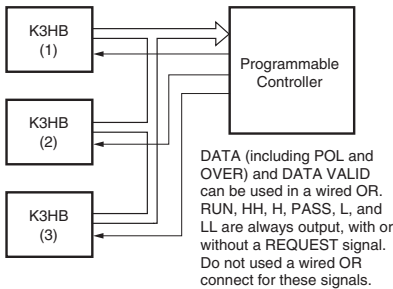 K3HB
(1)
K3HB
(2)
K3HB
(3)
Programmable
Controller
DATA (including POL and
OVER) and DATA VALID
can be used in a wired OR.
RUN, HH, H, PASS, L, and
LL are always output, with or
without a REQUEST signal.
Do not used a wired OR
connect for these signals.